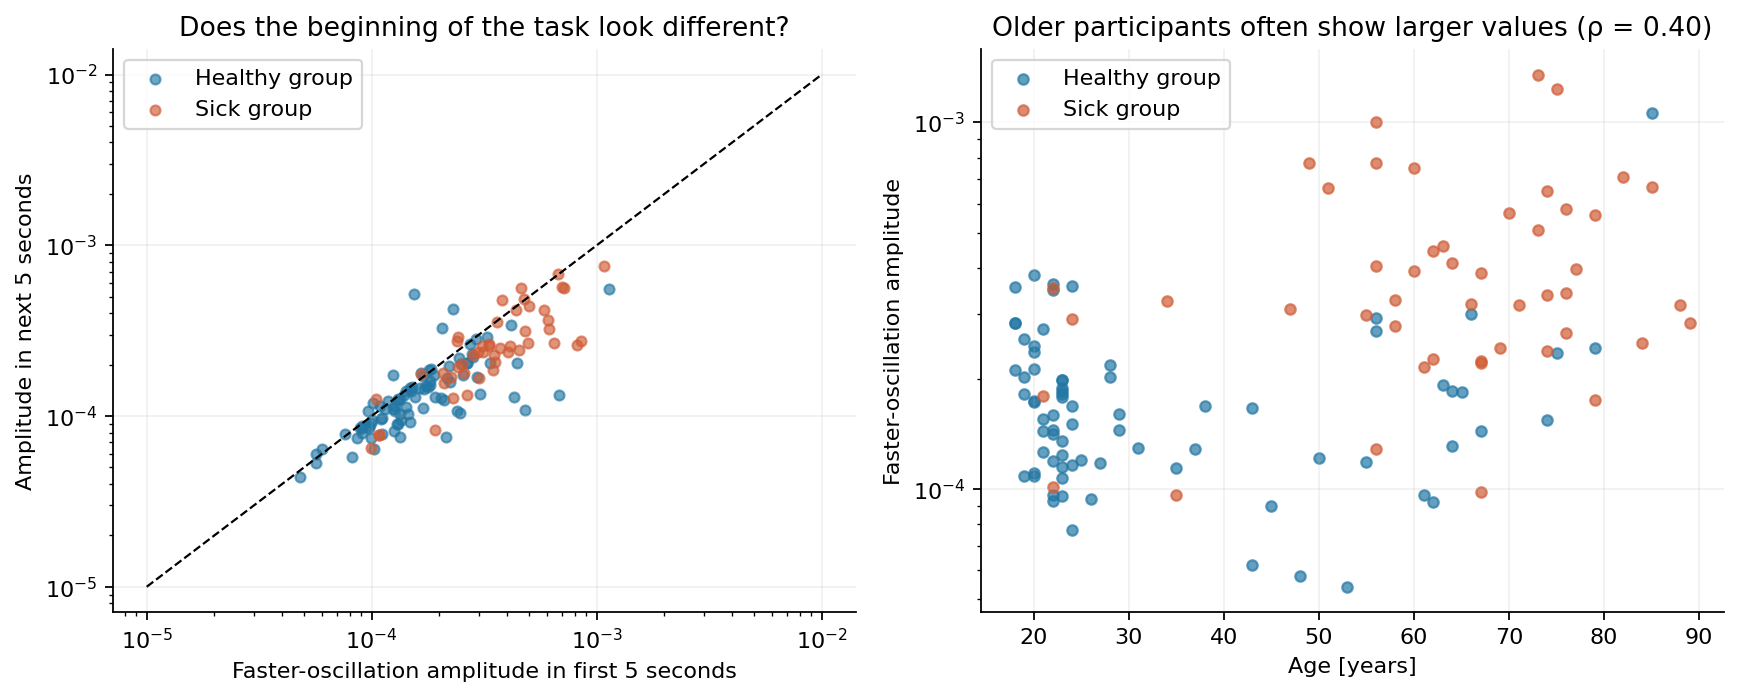 Does the beginning of the task look different?
Healthy group
Sick group
10⁻²
10⁻³
10⁻⁴
10⁻⁵
Amplitude in next 5 seconds
10⁻⁵ 10⁻⁴ 10⁻³ 10⁻²
Faster-oscillation amplitude in first 5 seconds
Older participants often show larger values (ρ = 0.40)
Healthy group
Sick group
10⁻³
10⁻⁴
Faster-oscillation amplitude
20 30 40 50 60 70 80 90
Age [years]